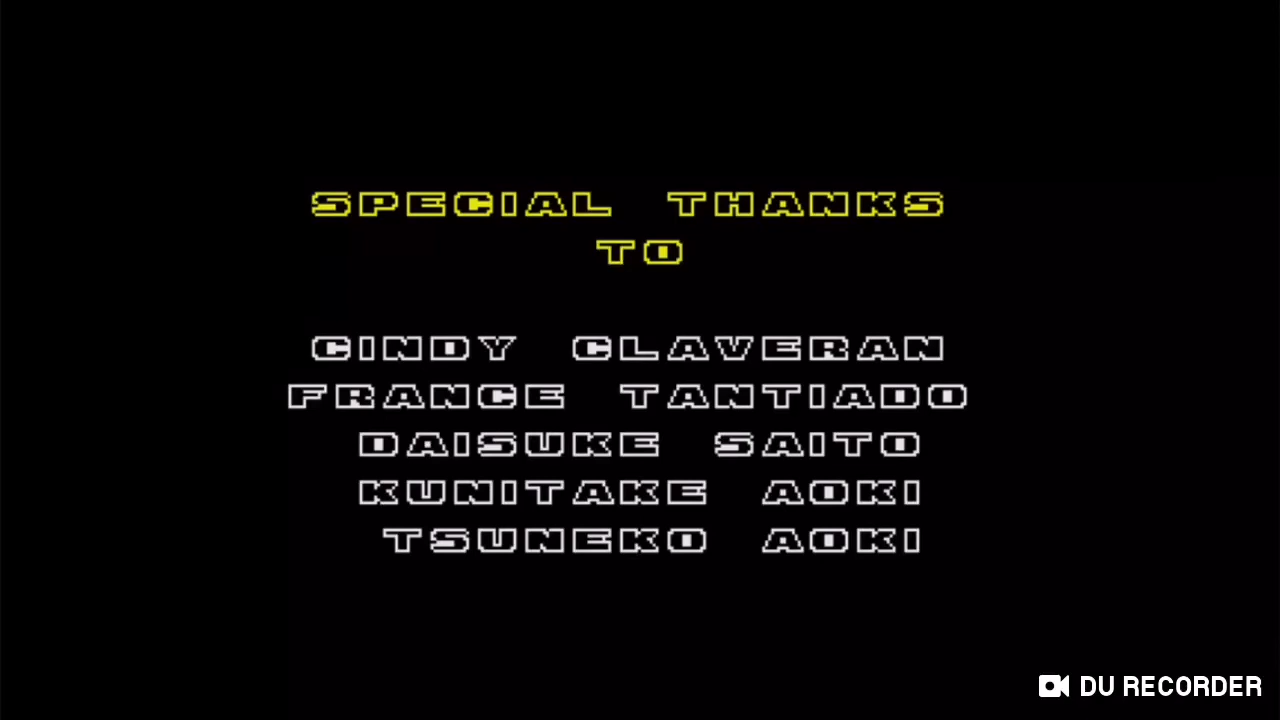 SPECIAL THANKS
TO
CINDY CLAVERAN
FRANCE TANTIADO
DAISUKE SAITO
KUNITAKE AOKI
TSUNEKO AOKI
DU RECORDER